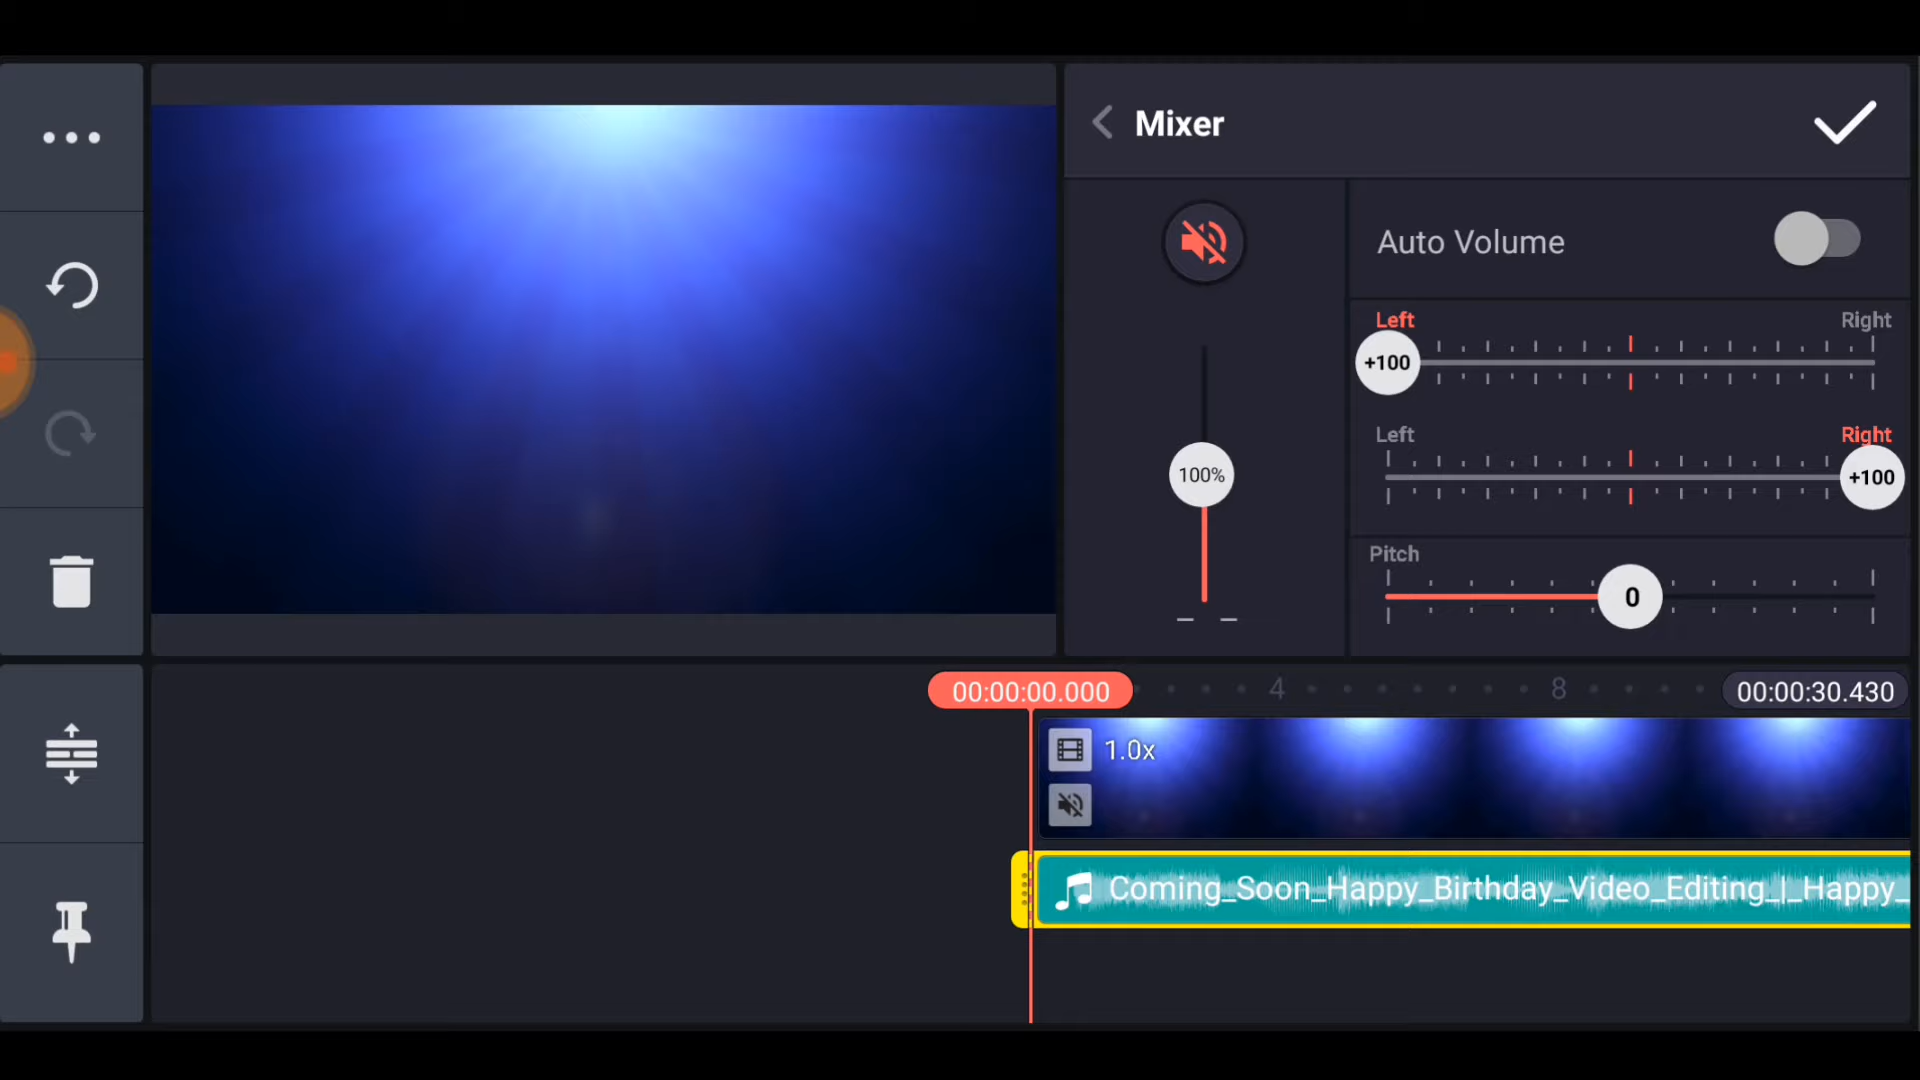 Mixer
Auto Volume
Left
Right
+100
Left
Right
+100
100%
Pitch
0
00:00:00.000
4
8
00:00:30.430
1.0x
Coming_Soon_Happy_Birthday_Video_Editing_|_Happy_